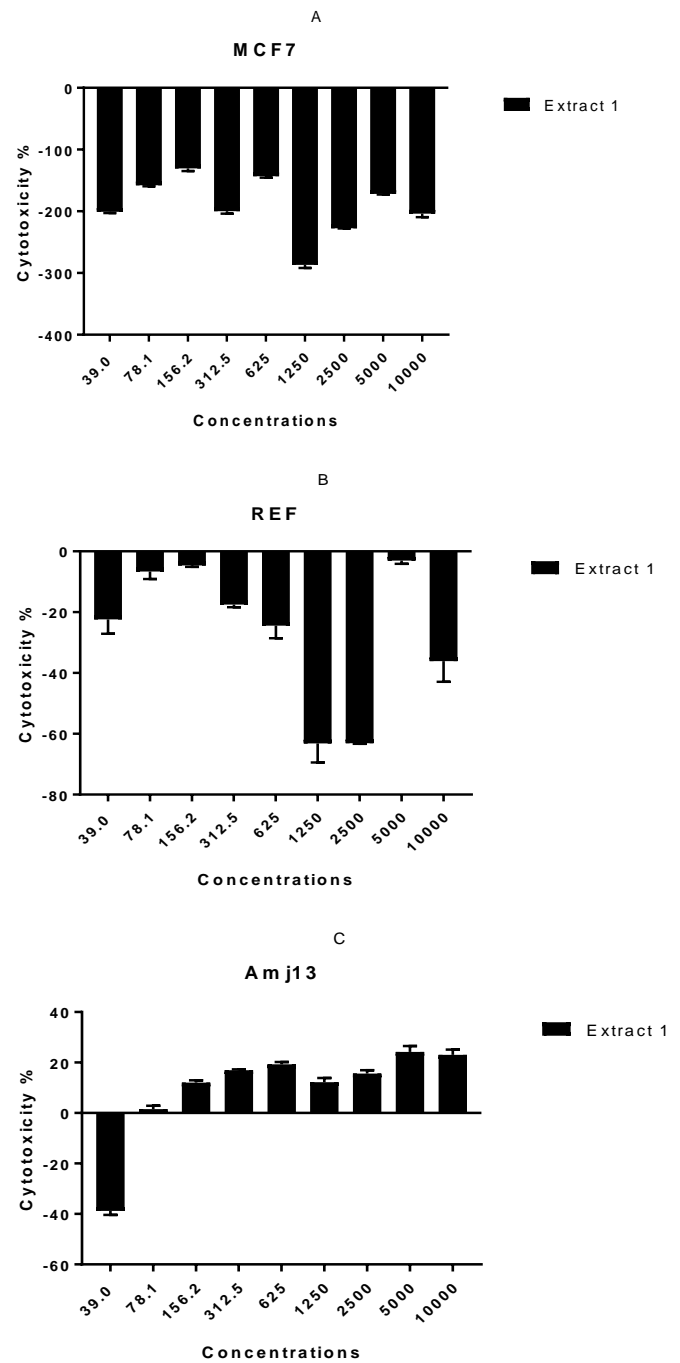 A
MCF7
0
-100
-200
-300
-400
Cytotoxicity %
39.0
78.1
156.2
312.5
625
1250
2500
5000
10000
Concentrations
Extract 1
B
REF
0
-20
-40
-60
-80
Cytotoxicity %
39.0
78.1
156.2
312.5
625
1250
2500
5000
10000
Concentrations
Extract 1
C
Amj13
40
20
0
-20
-40
-60
Cytotoxicity %
39.0
78.1
156.2
312.5
625
1250
2500
5000
10000
Concentrations
Extract 1